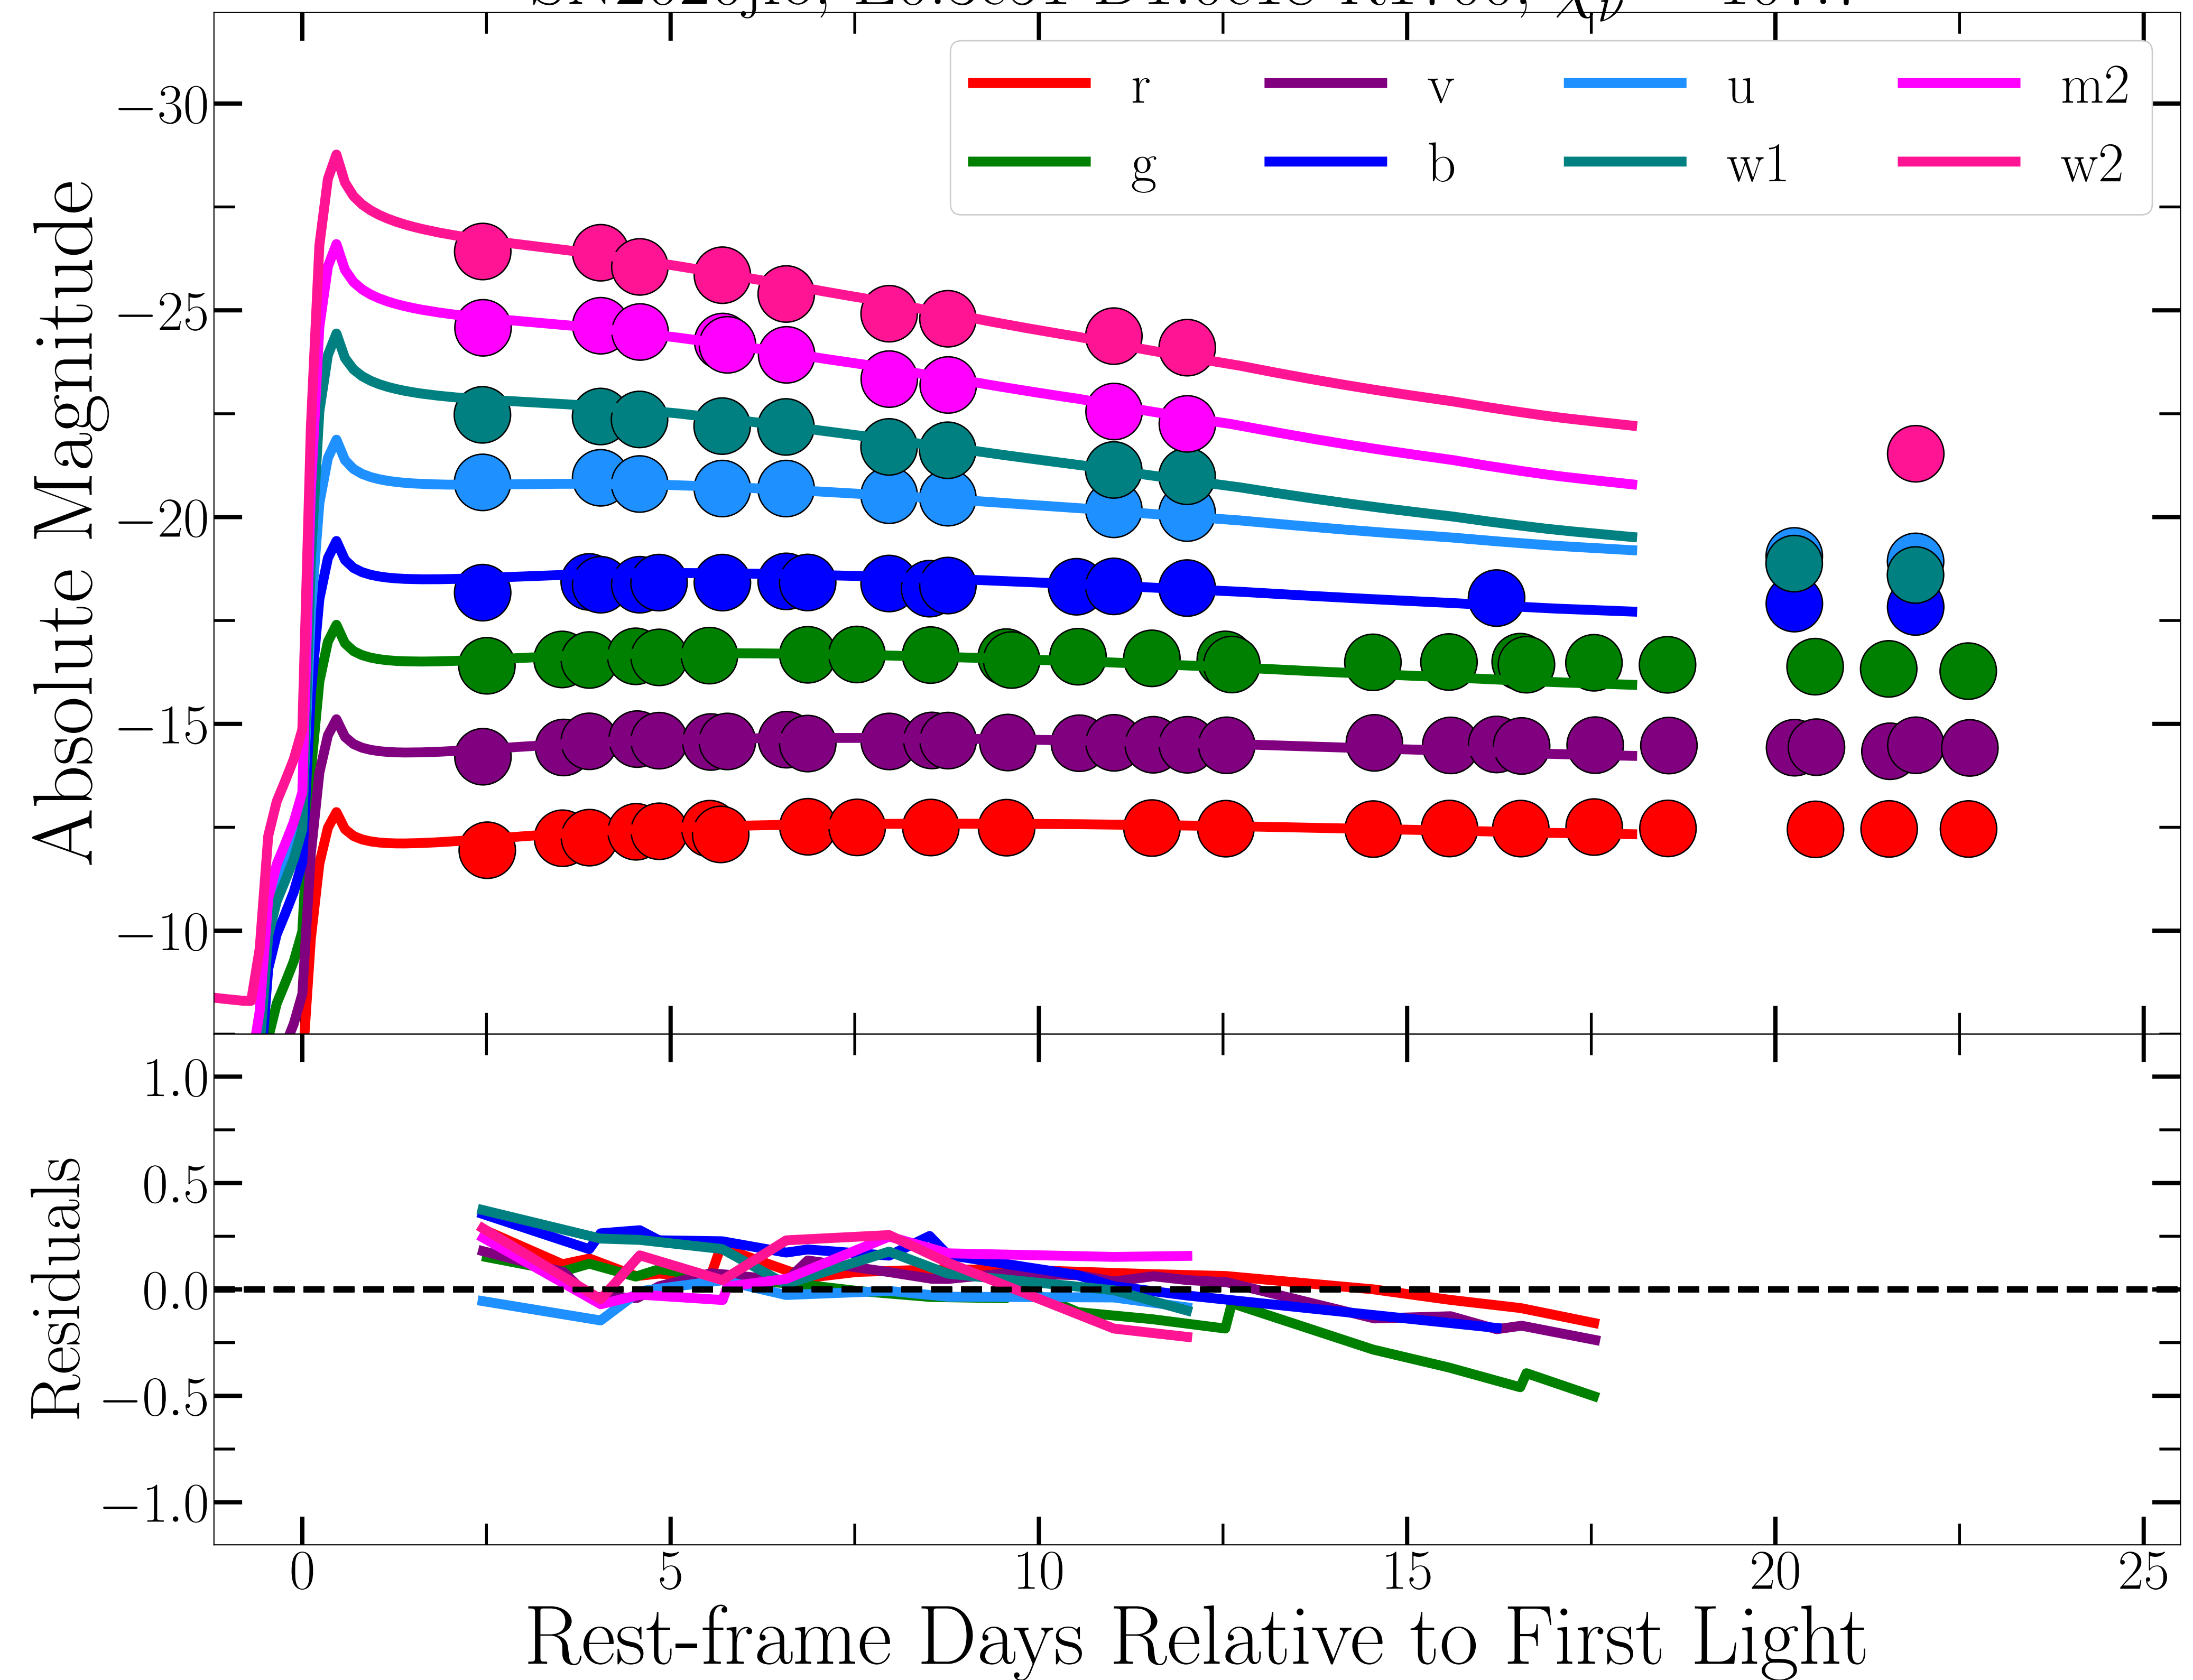 r v u m2
g b w1 w2
Absolute Magnitude
−30
−25
−20
−15
−10
Residuals
1.0
0.5
0.0
−0.5
−1.0
0 5 10 15 20 25
Rest-frame Days Relative to First Light